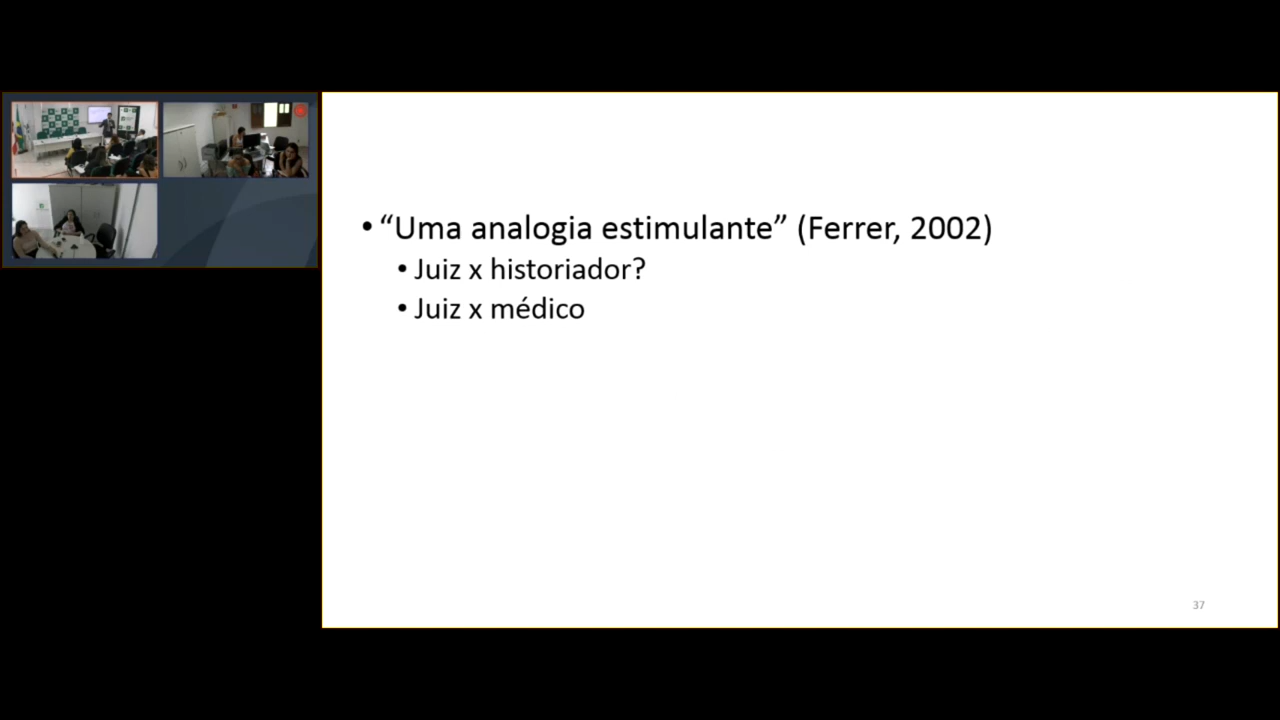 • “Uma analogia estimulante” (Ferrer, 2002)
• Juiz x historiador?
• Juiz x médico
37